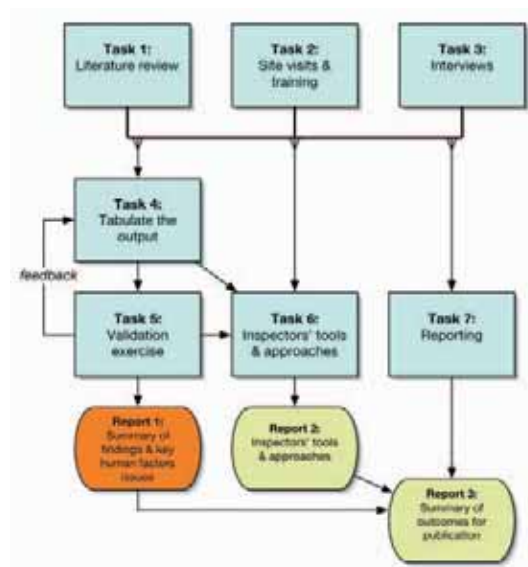 Task 1:
Literature review
Task 2:
Site visits &
training
Task 3:
Interviews
Task 4:
Tabulate the
output
feedback
Task 5:
Validation
exercise
Task 6:
Inspectors' tools
& approaches
Task 7:
Reporting
Report 1:
Summary of
findings & key
human factors
issues
Report 2:
Inspectors' tools
& approaches
Report 3:
Summary of
outcomes for
publication